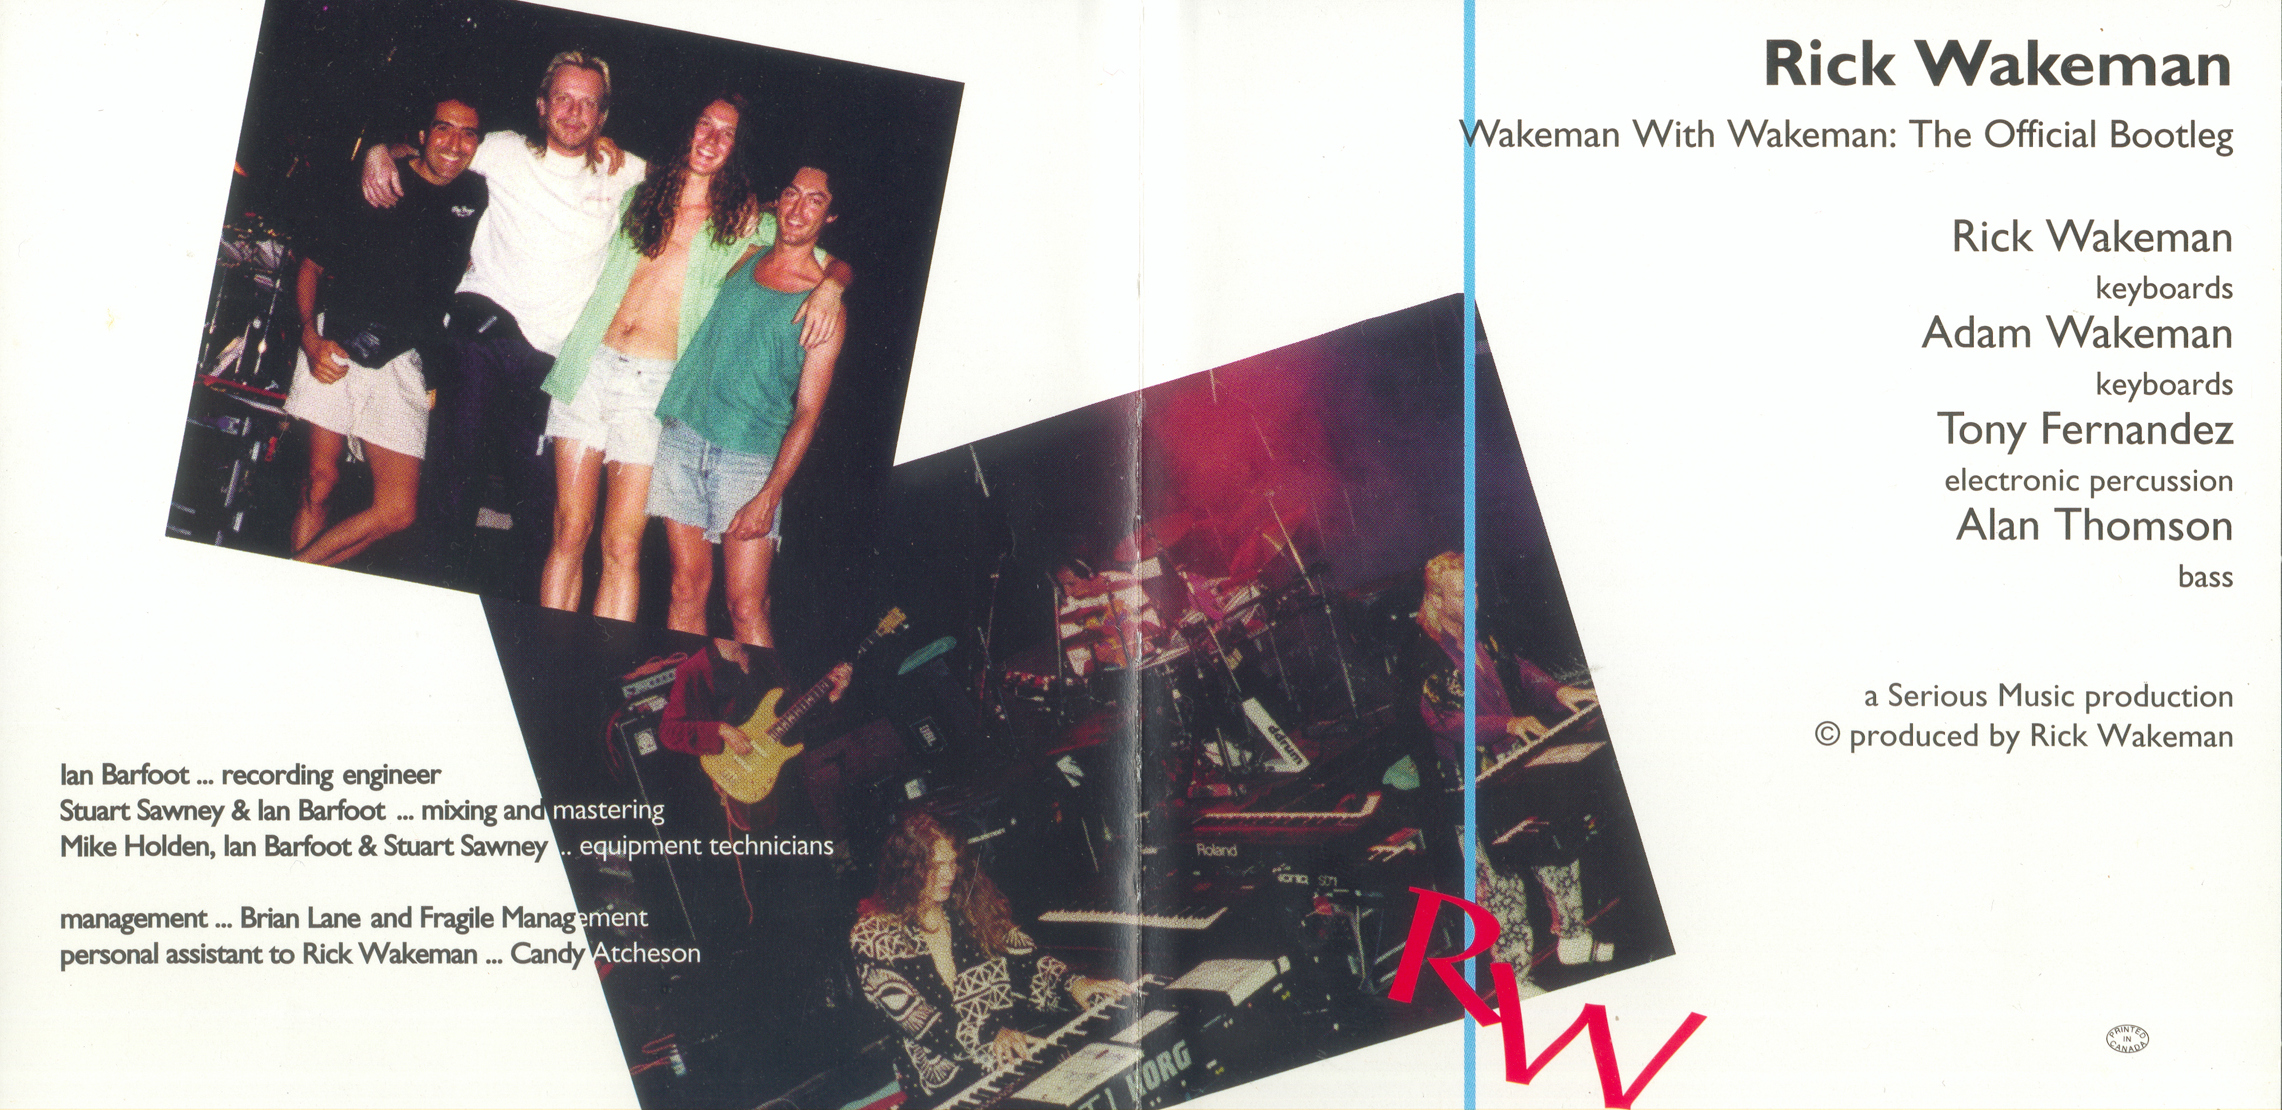 Rick Wakeman
Wakeman With Wakeman: The Official Bootleg
Rick Wakeman
keyboards
Adam Wakeman
keyboards
Tony Fernandez
electronic percussion
Alan Thomson
bass
a Serious Music production
© produced by Rick Wakeman
Ian Barfoot ... recording engineer
Stuart Sawney & Ian Barfoot ... mixing and mastering
Mike Holden, Ian Barfoot & Stuart Sawney .. equipment technicians
management ... Brian Lane and Fragile Management
personal assistant to Rick Wakeman ... Candy Atcheson
ddrum
Roland
KORG
RW
PRINTED
IN
CANADA